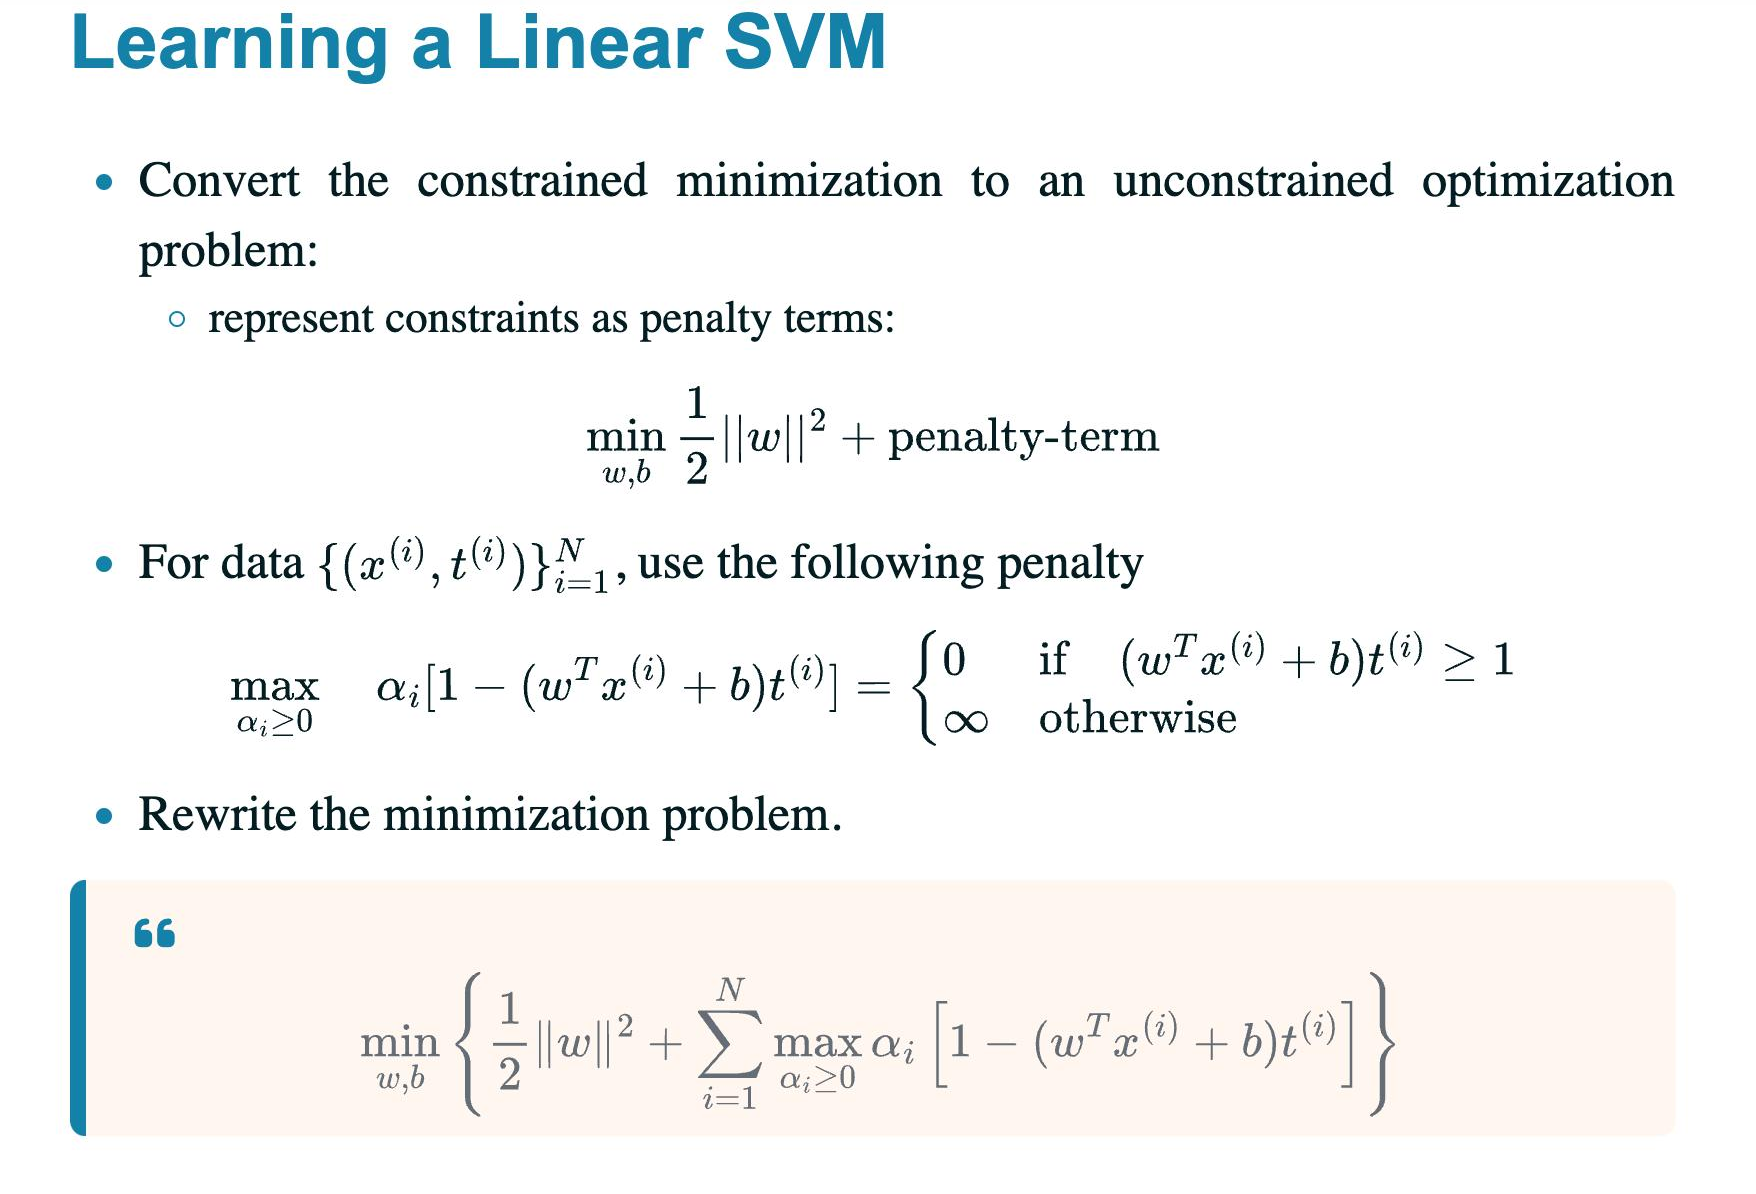 Learning a Linear SVM
• Convert the constrained minimization to an unconstrained optimization
problem:
◦ represent constraints as penalty terms:
$\min_{w,b} \frac{1}{2}||w||^2 + \text{penalty-term}$
• For data $\{(x^{(i)}, t^{(i)})\}_{i=1}^{N}$, use the following penalty
$\max_{\alpha_i \geq 0} \quad \alpha_i[1 - (w^T x^{(i)} + b)t^{(i)}] = \begin{cases} 0 & \text{if} \quad (w^T x^{(i)} + b)t^{(i)} \geq 1 \\ \infty & \text{otherwise} \end{cases}$
• Rewrite the minimization problem.
“
$\min_{w,b} \left\{ \frac{1}{2}\|w\|^2 + \sum_{i=1}^{N} \max_{\alpha_i \geq 0} \alpha_i \left[ 1 - (w^T x^{(i)} + b)t^{(i)} \right] \right\}$